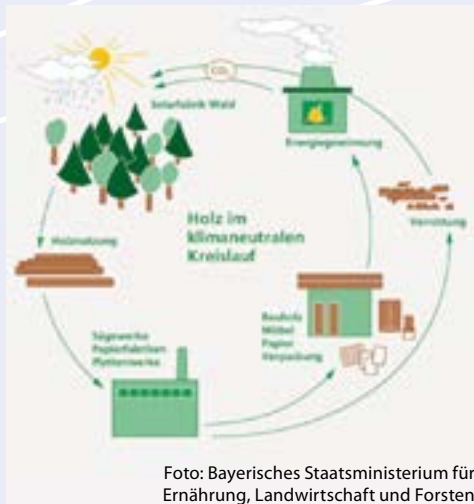 CO₂
Solarfabrik Wald
Energiegewinnung
Verrottung
Holznutzung
Holz im
klimaneutralen
Kreislauf
Bauholz
Möbel
Papier
Verpackung
Sägewerke
Papierfabriken
Plattenwerke
Foto: Bayerisches Staatsministerium für
Ernährung, Landwirtschaft und Forsten